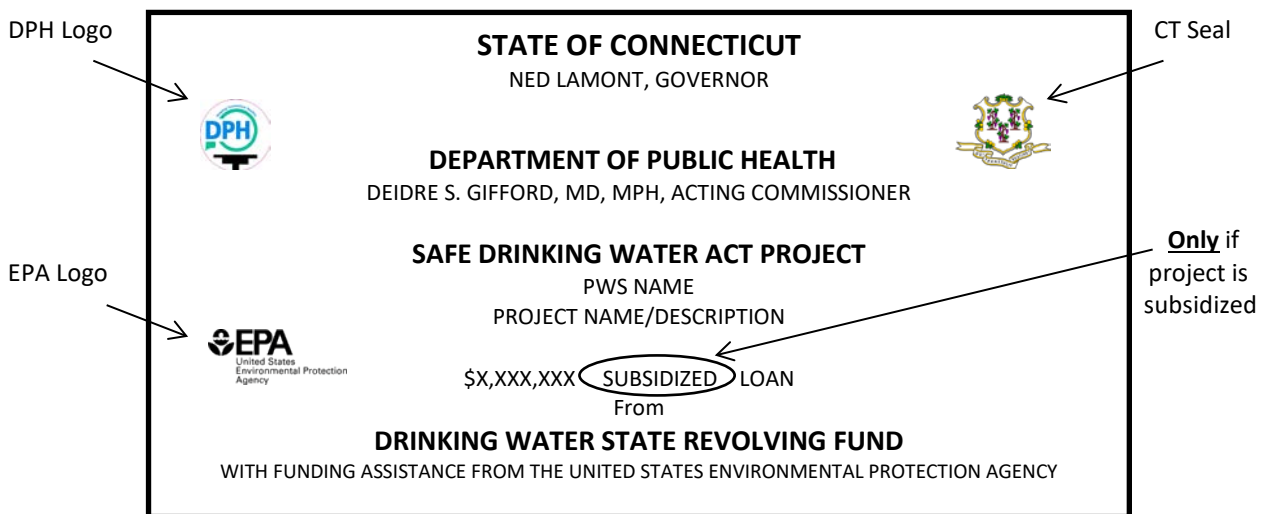 DPH Logo
STATE OF CONNECTICUT
CT Seal
NED LAMONT, GOVERNOR
DPH
DEPARTMENT OF PUBLIC HEALTH
DEIDRE S. GIFFORD, MD, MPH, ACTING COMMISSIONER
Only if
project is
subsidized
SAFE DRINKING WATER ACT PROJECT
EPA Logo
PWS NAME
PROJECT NAME/DESCRIPTION
EPA
United States
Environmental Protection
Agency
$X,XXX,XXX SUBSIDIZED LOAN
From
DRINKING WATER STATE REVOLVING FUND
WITH FUNDING ASSISTANCE FROM THE UNITED STATES ENVIRONMENTAL PROTECTION AGENCY